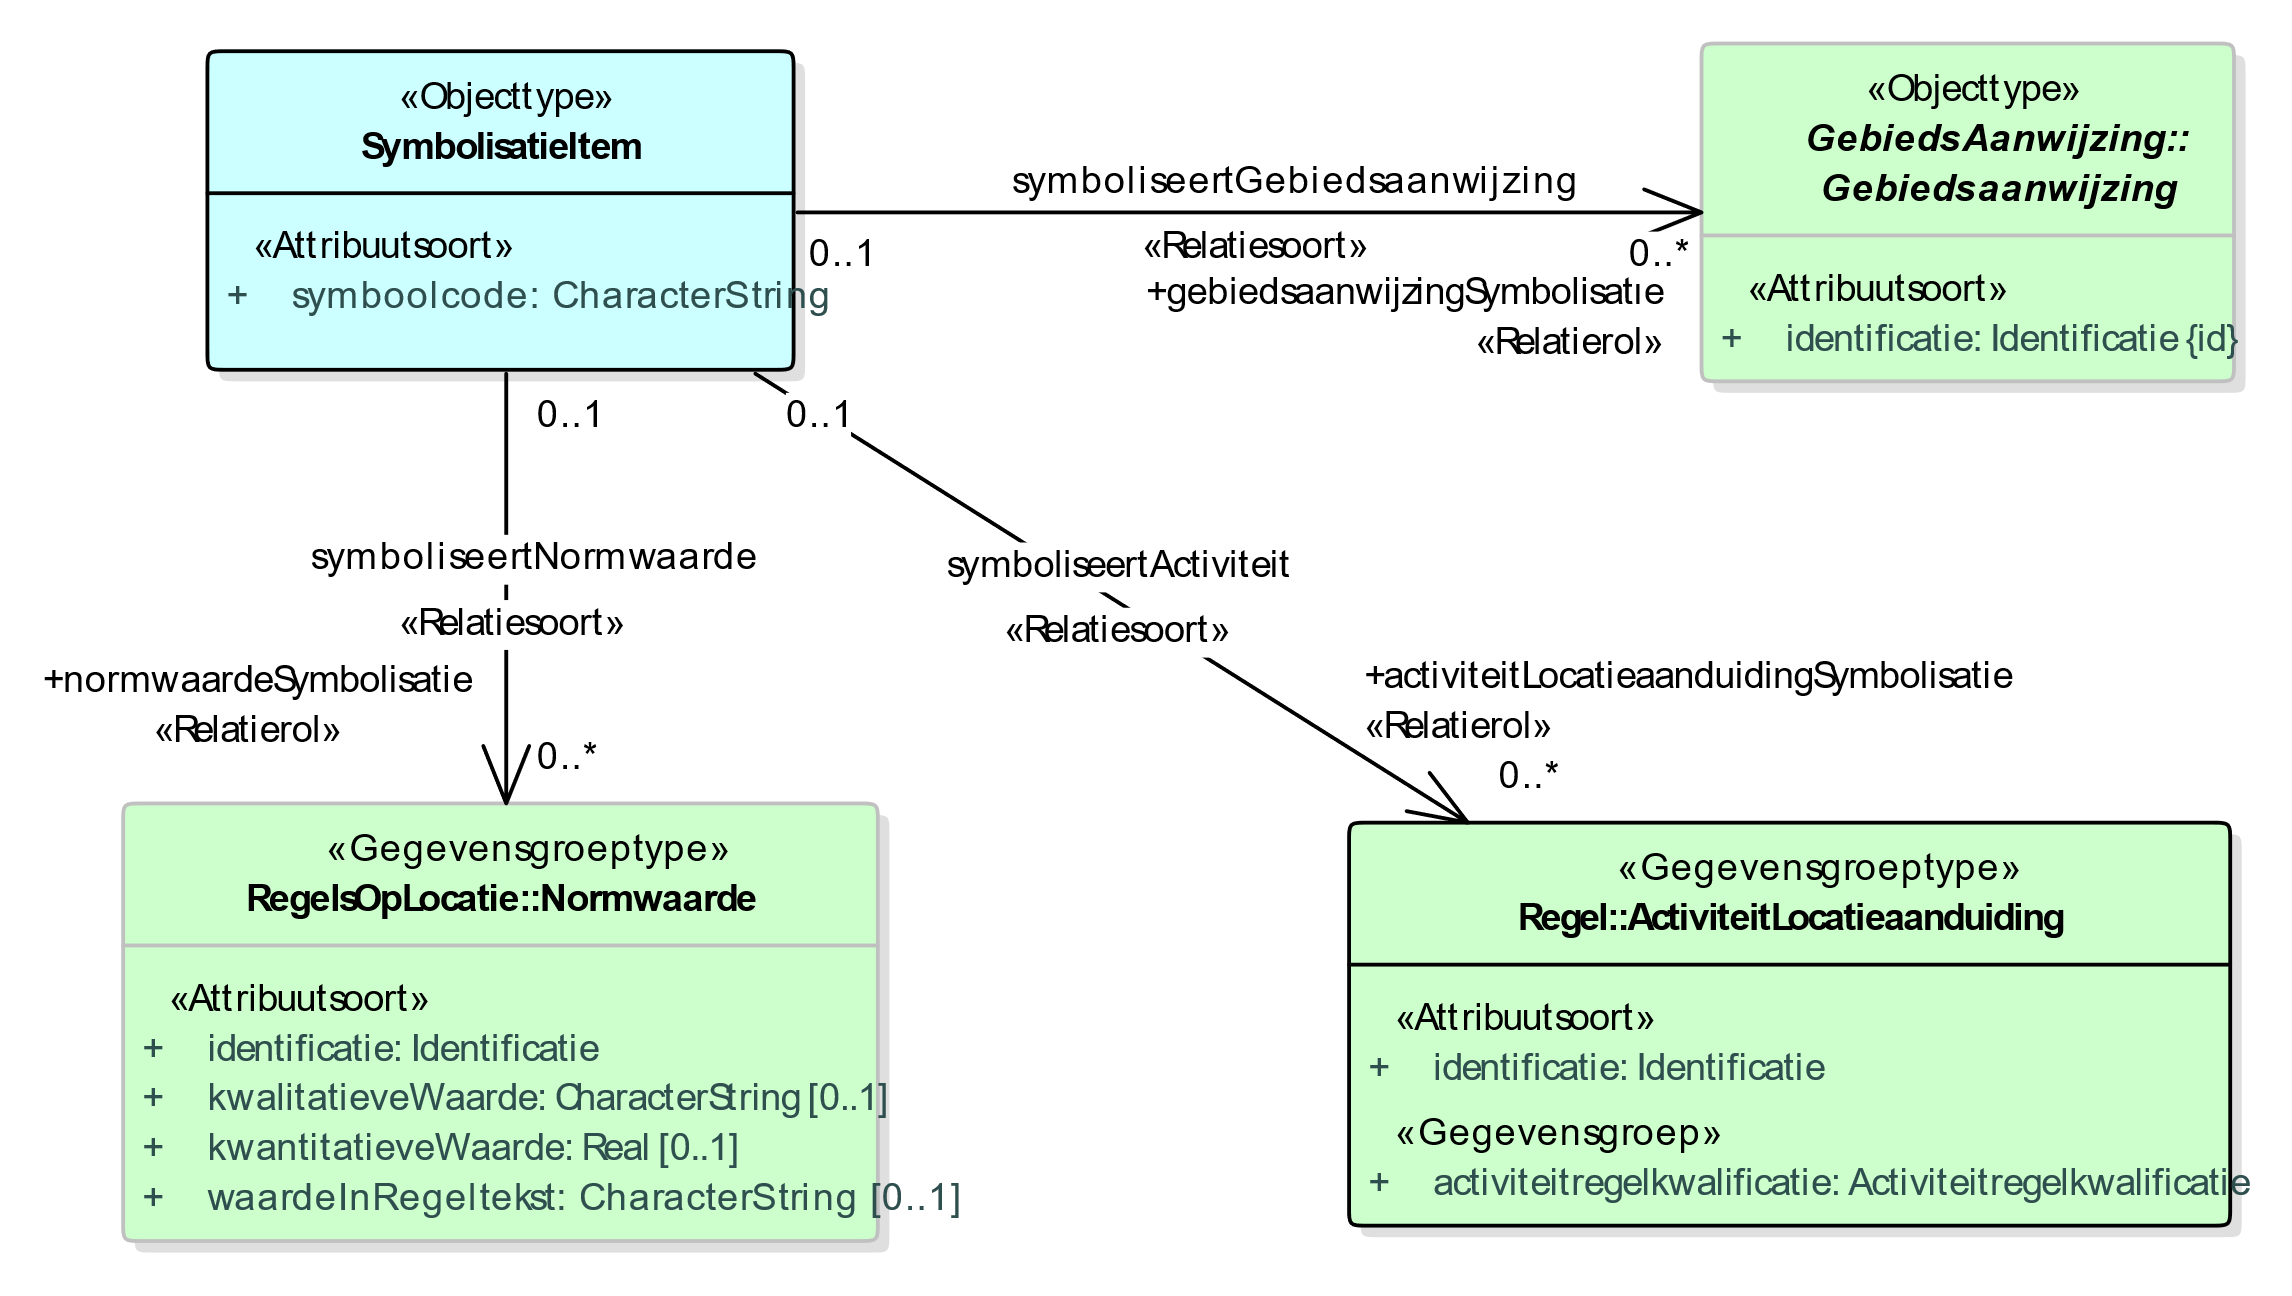 «Objecttype»
SymbolisatieItem
«Attribuutsoort»
+ symboolcode: CharacterString
symboliseertGebiedsaanwijzing
0..1
«Relatiesoort»
0..*
+gebiedsaanwijzingSymbolisatie
«Relatierol»
«Objecttype»
GebiedsAanwijzing::
Gebiedsaanwijzing
«Attribuutsoort»
+ identificatie: Identificatie {id}
0..1
0..1
symboliseertNormwaarde
«Relatiesoort»
+normwaardeSymbolisatie
«Relatierol»
0..*
symboliseertActiviteit
«Relatiesoort»
+activiteitLocatieaanduidingSymbolisatie
«Relatierol»
0..*
«Gegevensgroeptype»
RegelsOpLocatie::Normwaarde
«Attribuutsoort»
+ identificatie: Identificatie
+ kwalitatieveWaarde: CharacterString [0..1]
+ kwantitatieveWaarde: Real [0..1]
+ waardeInRegeltekst: CharacterString [0..1]
«Gegevensgroeptype»
Regel::ActiviteitLocatieaanduiding
«Attribuutsoort»
+ identificatie: Identificatie
«Gegevensgroep»
+ activiteitregelkwalificatie: Activiteitregelkwalificatie